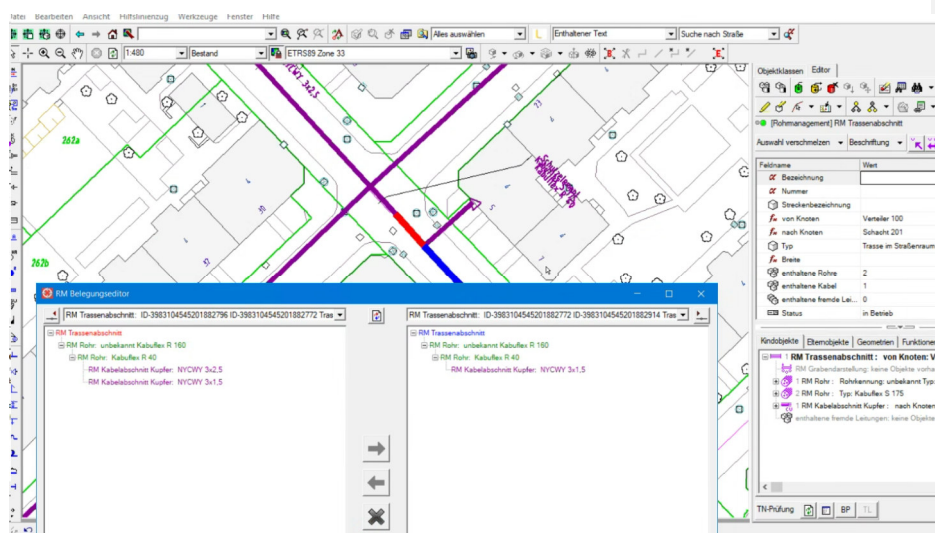 Datei Bearbeiten Ansicht Hilfslinienzug Werkzeuge Fenster Hilfe
Alles auswählen Enthaltener Text Suche nach Straße
1:480 Bestand ETRS89 Zone 33
NYCWY 3x2,5
262a
23
30
32
262b
5
7
Objektklassen Editor
[Rohrmanagement] RM Trassenabschnitt
Auswahl verschmelzen Beschriftung
Feldname Wert
Bezeichnung
Nummer
Streckenbezeichnung
von Knoten Verteiler 100
nach Knoten Schacht 201
Typ Trasse im Straßenraum
Breite
enthaltene Rohre 2
enthaltene Kabel 1
enthaltene fremde Lei... 0
Status in Betrieb
Kindobjekte Elternobjekte Geometrien Funktionen
1 RM Trassenabschnitt : von Knoten: V
RM Grabendarstellung: keine Objekte vorha
1 RM Rohr : Rohrkennung: unbekannt Typ:
2 RM Rohr : Typ: Kabuflex S 175
1 RM Kabelabschnitt Kupfer : nach Knoten
enthaltene fremde Leitungen: keine Objekte
TN-Prüfung BP TL
RM Belegungseditor
RM Trassenabschnitt: ID-3983104545201882796 ID-3983104545201882772 Tras
RM Trassenabschnitt
RM Rohr: unbekannt Kabuflex R 160
RM Rohr: Kabuflex R 40
RM Kabelabschnitt Kupfer: NYCWY 3x2,5
RM Kabelabschnitt Kupfer: NYCWY 3x1,5
RM Trassenabschnitt: ID-3983104545201882772 ID-3983104545201882914 Tras
RM Trassenabschnitt
RM Rohr: unbekannt Kabuflex R 160
RM Rohr: Kabuflex R 40
RM Kabelabschnitt Kupfer: NYCWY 3x1,5